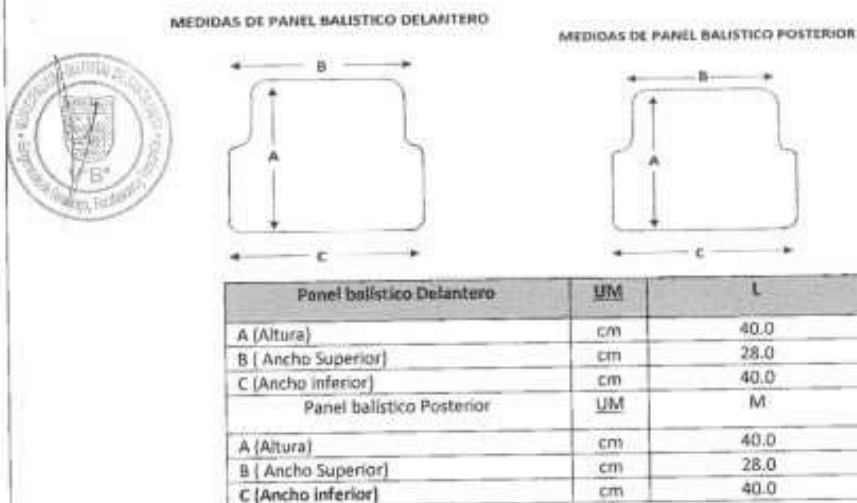 MEDIDAS DE PANEL BALISTICO DELANTERO
MEDIDAS DE PANEL BALISTICO POSTERIOR
B
A
C
B
A
C
Panel balístico Delantero UM L
A (Altura) cm 40.0
B ( Ancho Superior) cm 28.0
C (Ancho inferior) cm 40.0
Panel balístico Posterior UM M
A (Altura) cm 40.0
B ( Ancho Superior) cm 28.0
C (Ancho inferior) cm 40.0
V°B°